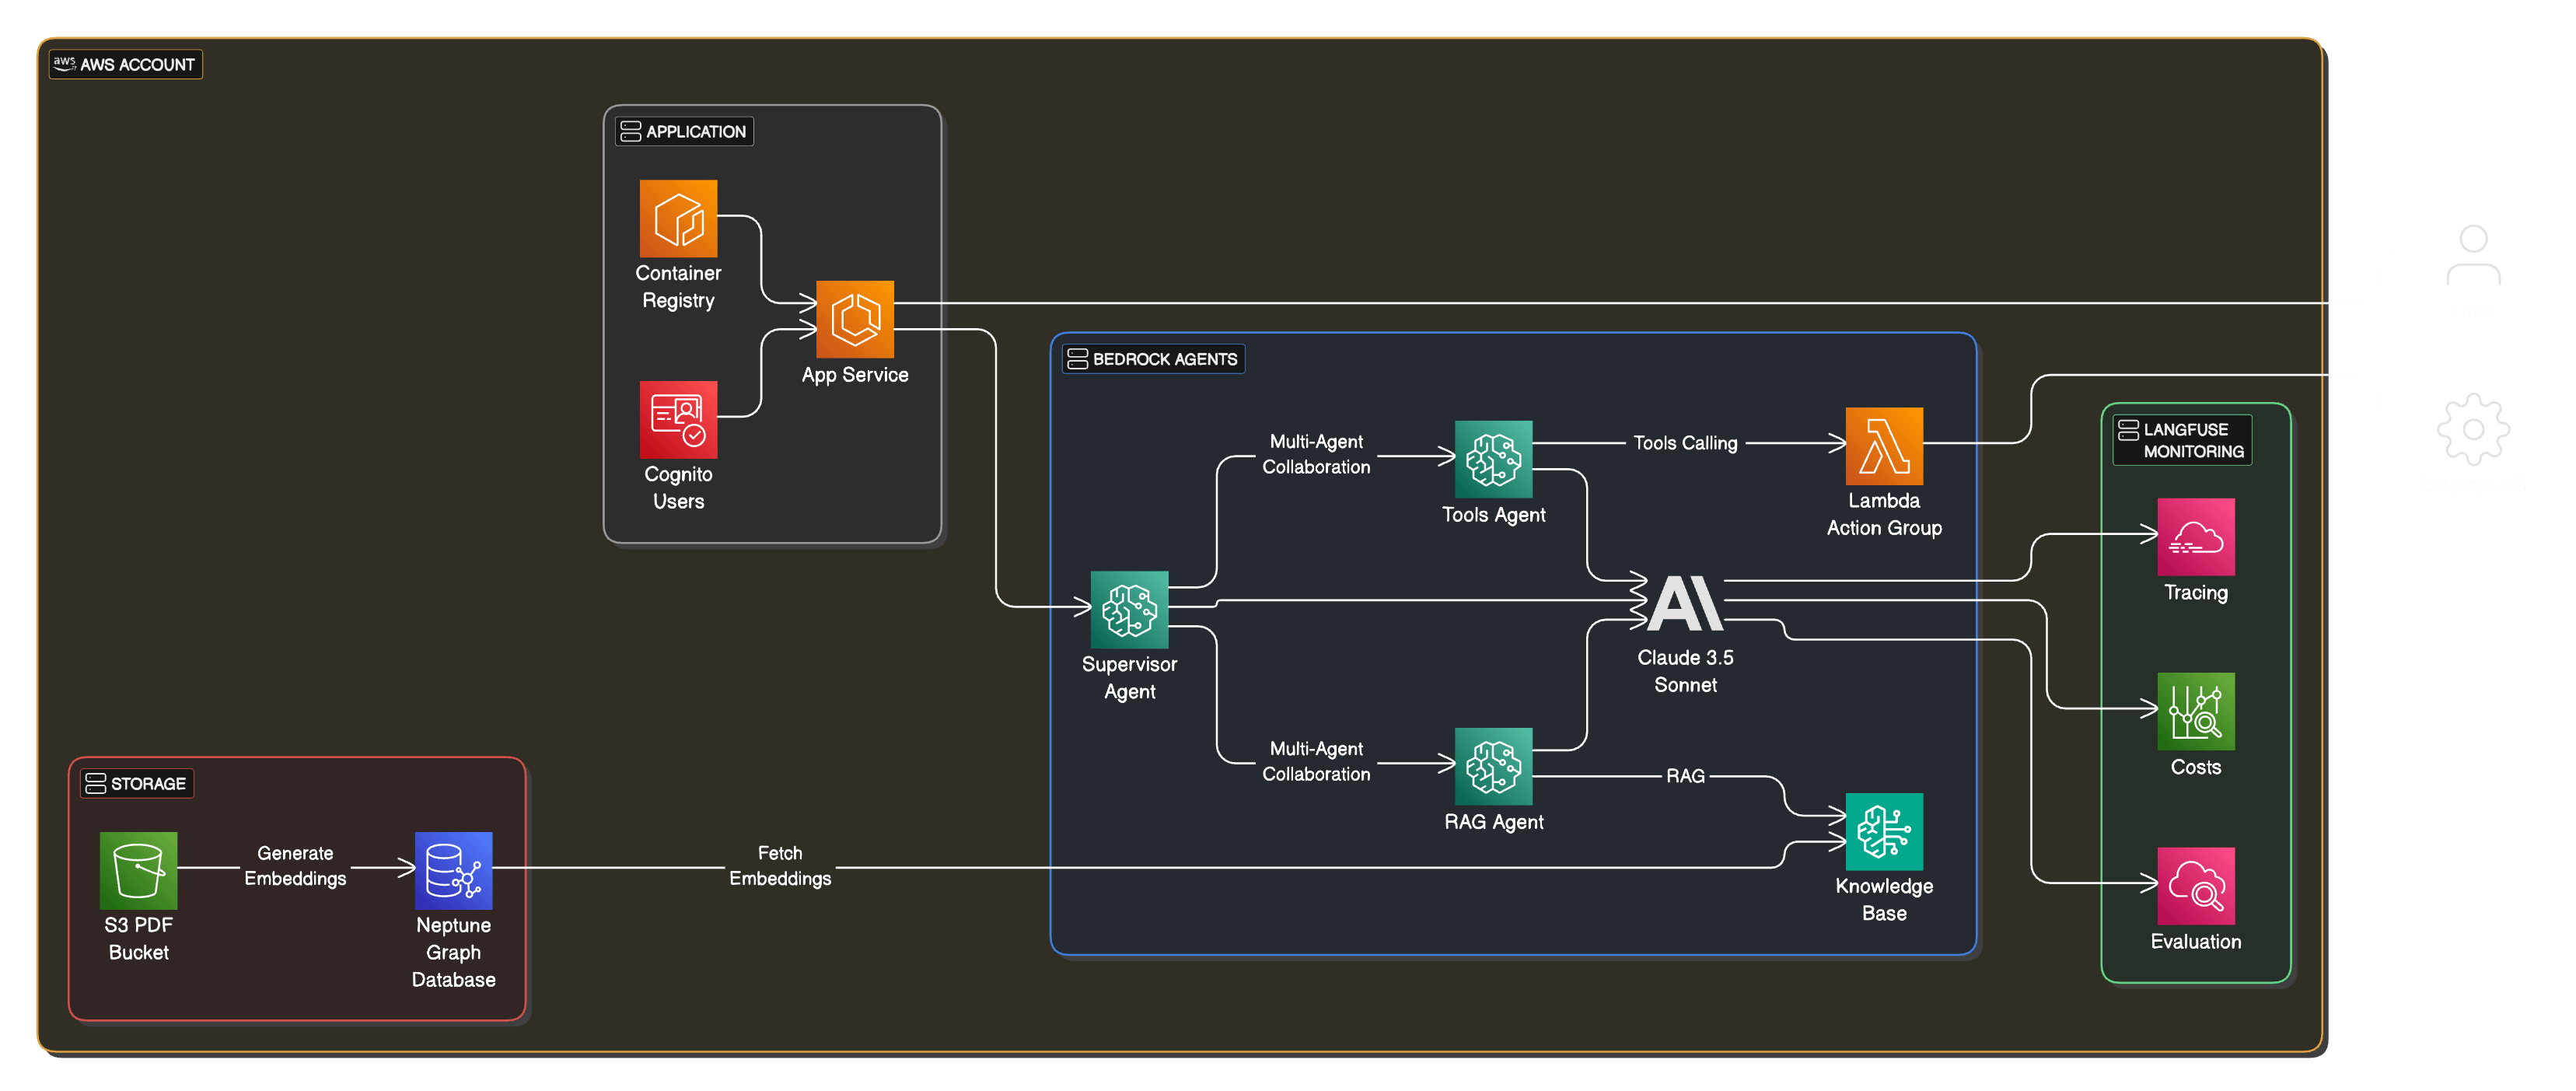 aws AWS ACCOUNT
APPLICATION
Container
Registry
App Service
Cognito
Users
BEDROCK AGENTS
Multi-Agent
Collaboration
Tools Agent
Tools Calling
Lambda
Action Group
Supervisor
Agent
Claude 3.5
Sonnet
Multi-Agent
Collaboration
RAG Agent
RAG
Knowledge
Base
LANGFUSE
MONITORING
Tracing
Costs
Evaluation
STORAGE
S3 PDF
Bucket
Generate
Embeddings
Neptune
Graph
Database
Fetch
Embeddings